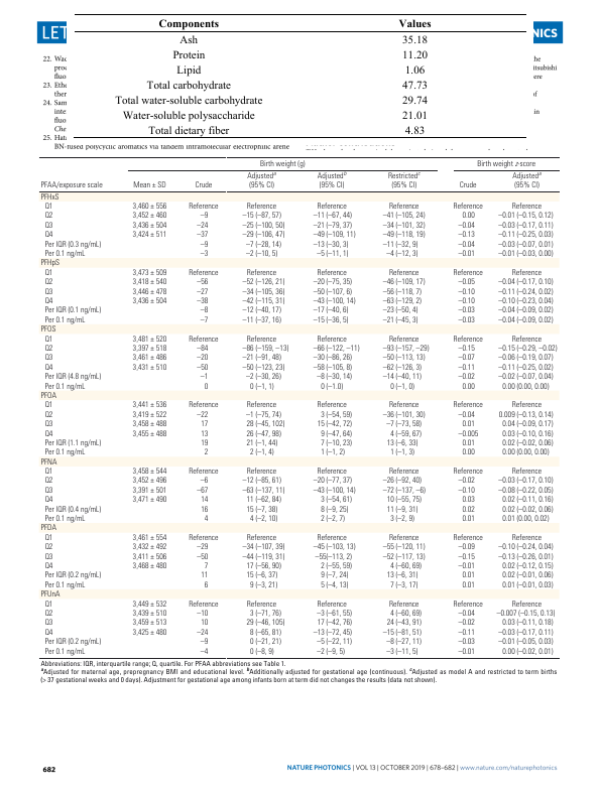 LET
NICS
Components Values
Ash 35.18
Protein 11.20
Lipid 1.06
Total carbohydrate 47.73
Total water-soluble carbohydrate 29.74
Water-soluble polysaccharide 21.01
Total dietary fiber 4.83
22.
23.
24.
25.
BN-fused polycyclic aromatics via tandem intramolecular electrophilic arene
Birth weight (g) Birth weight z-score
PFAA/exposure scale Mean ± SD Crude Adjustedᵃ (95% CI) Adjustedᵇ (95% CI) Restrictedᶜ (95% CI) Crude Adjustedᵃ (95% CI)
PFHxS
Q1 3,460 ± 556 Reference Reference Reference Reference Reference Reference
Q2 3,452 ± 460 –9 –15 (–87, 57) –11 (–67, 44) –41 (–105, 24) 0.00 –0.01 (–0.15, 0.12)
Q3 3,436 ± 504 –24 –25 (–100, 50) –21 (–79, 37) –34 (–101, 32) –0.04 –0.03 (–0.17, 0.11)
Q4 3,424 ± 511 –37 –29 (–106, 47) –49 (–109, 11) –49 (–118, 19) –0.13 –0.11 (–0.25, 0.03)
Per IQR (0.3 ng/mL) –9 –7 (–28, 14) –13 (–30, 3) –11 (–32, 9) –0.04 –0.03 (–0.07, 0.01)
Per 0.1 ng/mL –3 –2 (–10, 5) –5 (–11, 1) –4 (–12, 3) –0.01 –0.01 (–0.03, 0.00)
PFHpS
Q1 3,473 ± 509 Reference Reference Reference Reference Reference Reference
Q2 3,418 ± 540 –56 –52 (–126, 21) –20 (–75, 35) –46 (–109, 17) –0.05 –0.04 (–0.17, 0.10)
Q3 3,446 ± 478 –27 –34 (–105, 36) –50 (–107, 6) –56 (–118, 7) –0.10 –0.11 (–0.24, 0.02)
Q4 3,436 ± 504 –38 –42 (–115, 31) –43 (–100, 14) –63 (–129, 2) –0.10 –0.10 (–0.23, 0.04)
Per IQR (0.1 ng/mL) –8 –12 (–40, 17) –17 (–40, 6) –23 (–50, 4) –0.03 –0.04 (–0.09, 0.02)
Per 0.1 ng/mL –7 –11 (–37, 16) –15 (–36, 5) –21 (–45, 3) –0.03 –0.04 (–0.09, 0.02)
PFOS
Q1 3,481 ± 520 Reference Reference Reference Reference Reference Reference
Q2 3,397 ± 518 –84 –86 (–159, –13) –66 (–122, –11) –93 (–157, –29) –0.15 –0.15 (–0.29, –0.02)
Q3 3,461 ± 486 –20 –21 (–91, 48) –30 (–86, 26) –50 (–113, 13) –0.07 –0.06 (–0.19, 0.07)
Q4 3,431 ± 510 –50 –50 (–123, 23) –58 (–105, 8) –62 (–126, 3) –0.11 –0.11 (–0.25, 0.02)
Per IQR (4.8 ng/mL) –1 –2 (–30, 26) –8 (–30, 14) –14 (–40, 11) –0.02 –0.02 (–0.07, 0.04)
Per 0.1 ng/mL 0 0 (–1, 1) 0 (–1.0) 0 (–1, 0) 0.00 0.00 (0.00, 0.00)
PFOA
Q1 3,441 ± 536 Reference Reference Reference Reference Reference Reference
Q2 3,419 ± 522 –22 –1 (–75, 74) 3 (–54, 59) –36 (–101, 30) –0.04 0.009 (–0.13, 0.14)
Q3 3,458 ± 488 17 28 (–45, 102) 15 (–42, 72) –7 (–73, 58) 0.01 0.04 (–0.09, 0.17)
Q4 3,455 ± 488 13 26 (–47, 98) 9 (–47, 64) 4 (–59, 67) –0.005 0.03 (–0.10, 0.16)
Per IQR (1.1 ng/mL) 19 21 (–1, 44) 7 (–10, 23) 13 (–6, 33) 0.01 0.02 (–0.02, 0.06)
Per 0.1 ng/mL 2 2 (–1, 4) 1 (–1, 2) 1 (–1, 3) 0.00 0.00 (0.00, 0.00)
PFNA
Q1 3,458 ± 544 Reference Reference Reference Reference Reference Reference
Q2 3,452 ± 496 –6 –12 (–85, 61) –20 (–77, 37) –26 (–92, 40) –0.02 –0.03 (–0.17, 0.10)
Q3 3,391 ± 501 –67 –63 (–137, 11) –43 (–100, 14) –72 (–137, –6) –0.10 –0.08 (–0.22, 0.05)
Q4 3,471 ± 490 14 11 (–62, 84) 3 (–54, 61) 10 (–55, 75) 0.03 0.02 (–0.11, 0.16)
Per IQR (0.4 ng/mL) 16 15 (–7, 38) 8 (–9, 25) 11 (–9, 31) 0.02 0.02 (–0.02, 0.06)
Per 0.1 ng/mL 4 4 (–2, 10) 2 (–2, 7) 3 (–2, 9) 0.01 0.01 (0.00, 0.02)
PFDA
Q1 3,461 ± 554 Reference Reference Reference Reference Reference Reference
Q2 3,432 ± 492 –29 –34 (–107, 39) –45 (–103, 13) –55 (–120, 11) –0.09 –0.10 (–0.24, 0.04)
Q3 3,411 ± 506 –50 –44 (–119, 31) –55(–113, 2) –52 (–117, 13) –0.15 –0.13 (–0.26, 0.01)
Q4 3,468 ± 480 7 17 (–56, 90) 2 (–55, 59) 4 (–60, 69) –0.01 0.02 (–0.12, 0.15)
Per IQR (0.2 ng/mL) 11 15 (–6, 37) 9 (–7, 24) 13 (–6, 31) 0.01 0.02 (–0.01, 0.06)
Per 0.1 ng/mL 6 9 (–3, 21) 5 (–4, 13) 7 (–3, 17) 0.01 0.01 (–0.01, 0.03)
PFUnA
Q1 3,449 ± 532 Reference Reference Reference Reference Reference Reference
Q2 3,439 ± 510 –10 3 (–71, 76) –3 (–61, 55) 4 (–60, 69) –0.04 –0.007 (–0.15, 0.13)
Q3 3,459 ± 513 10 29 (–46, 105) 17 (–42, 76) 24 (–43, 91) –0.02 0.03 (–0.11, 0.18)
Q4 3,425 ± 480 –24 8 (–65, 81) –13 (–72, 45) –15 (–81, 51) –0.11 –0.03 (–0.17, 0.11)
Per IQR (0.2 ng/mL) –9 0 (–21, 21) –5 (–22, 11) –8 (–27, 11) –0.03 –0.01 (–0.05, 0.03)
Per 0.1 ng/mL –4 0 (–8, 9) –2 (–9, 5) –3 (–11, 5) –0.01 0.00 (–0.02, 0.01)
Abbreviations: IQR, interquartile range; Q, quartile. For PFAA abbreviations see Table 1.
ᵃAdjusted for maternal age, prepregnancy BMI and educational level. ᵇAdditionally adjusted for gestational age (continuous). ᶜAdjusted as model A and restricted to term births
(> 37 gestational weeks and 0 days). Adjustment for gestational age among infants born at term did not changes the results (data not shown).
682
NATURE PHOTONICS | VOL 13 | OCTOBER 2019 | 678–682 | www.nature.com/naturephotonics